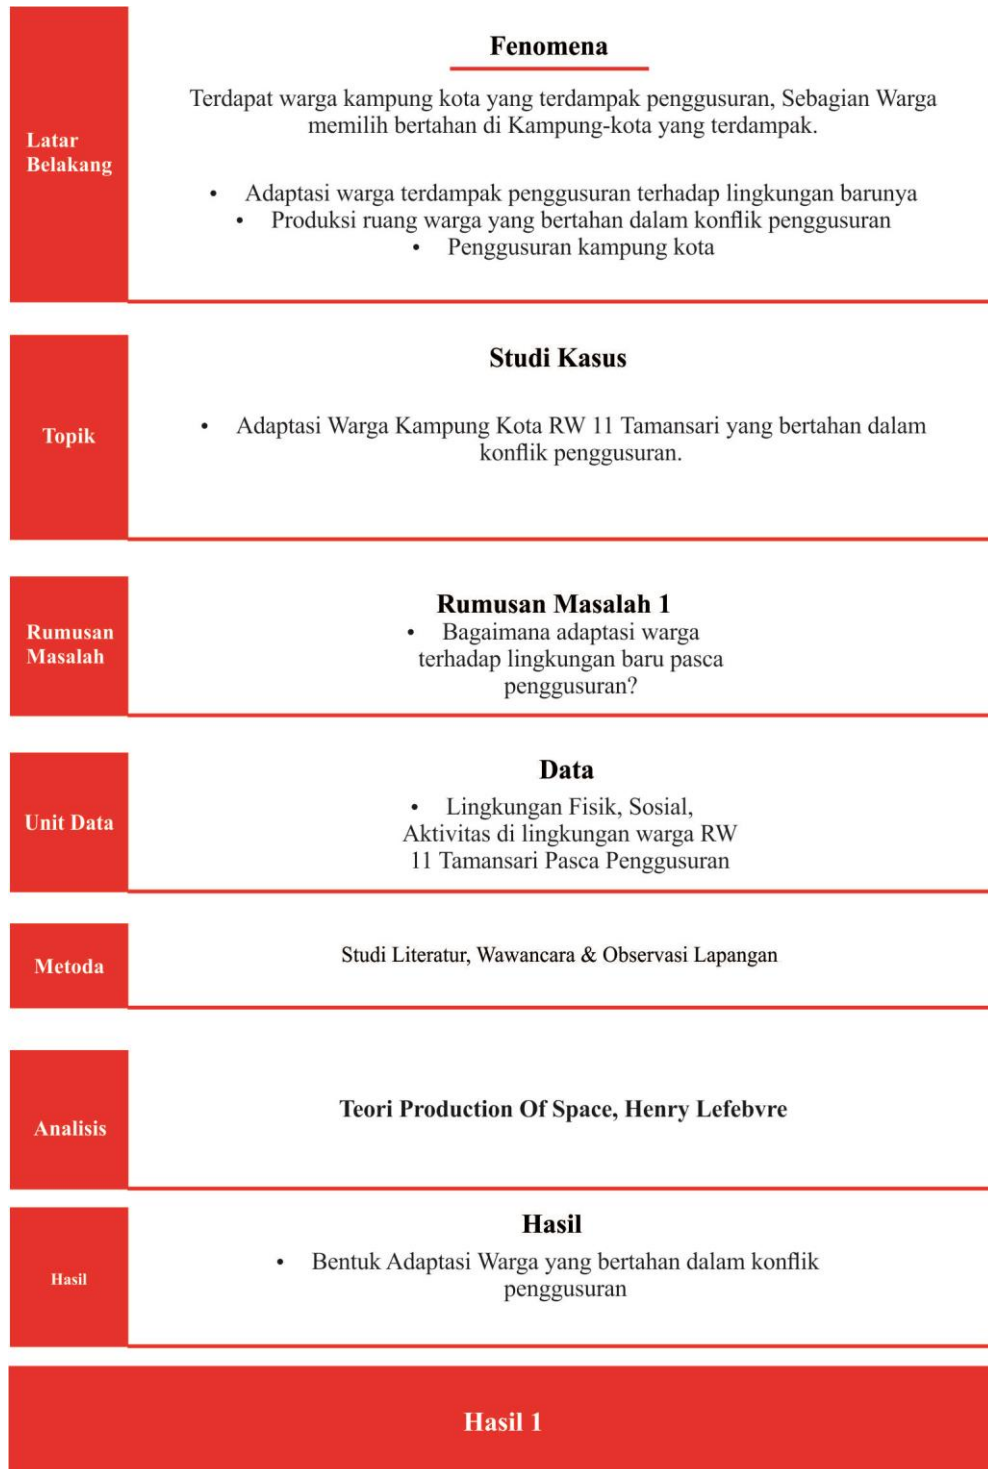 Latar
Belakang
Fenomena
Terdapat warga kampung kota yang terdampak penggusuran, Sebagian Warga
memilih bertahan di Kampung-kota yang terdampak.
• Adaptasi warga terdampak penggusuran terhadap lingkungan barunya
• Produksi ruang warga yang bertahan dalam konflik penggusuran
• Penggusuran kampung kota
Topik
Studi Kasus
• Adaptasi Warga Kampung Kota RW 11 Tamansari yang bertahan dalam
konflik penggusuran.
Rumusan
Masalah
Rumusan Masalah 1
• Bagaimana adaptasi warga
terhadap lingkungan baru pasca
penggusuran?
Unit Data
Data
• Lingkungan Fisik, Sosial,
Aktivitas di lingkungan warga RW
11 Tamansari Pasca Penggusuran
Metoda
Studi Literatur, Wawancara & Observasi Lapangan
Analisis
Teori Production Of Space, Henry Lefebvre
Hasil
Hasil
• Bentuk Adaptasi Warga yang bertahan dalam konflik
penggusuran
Hasil 1